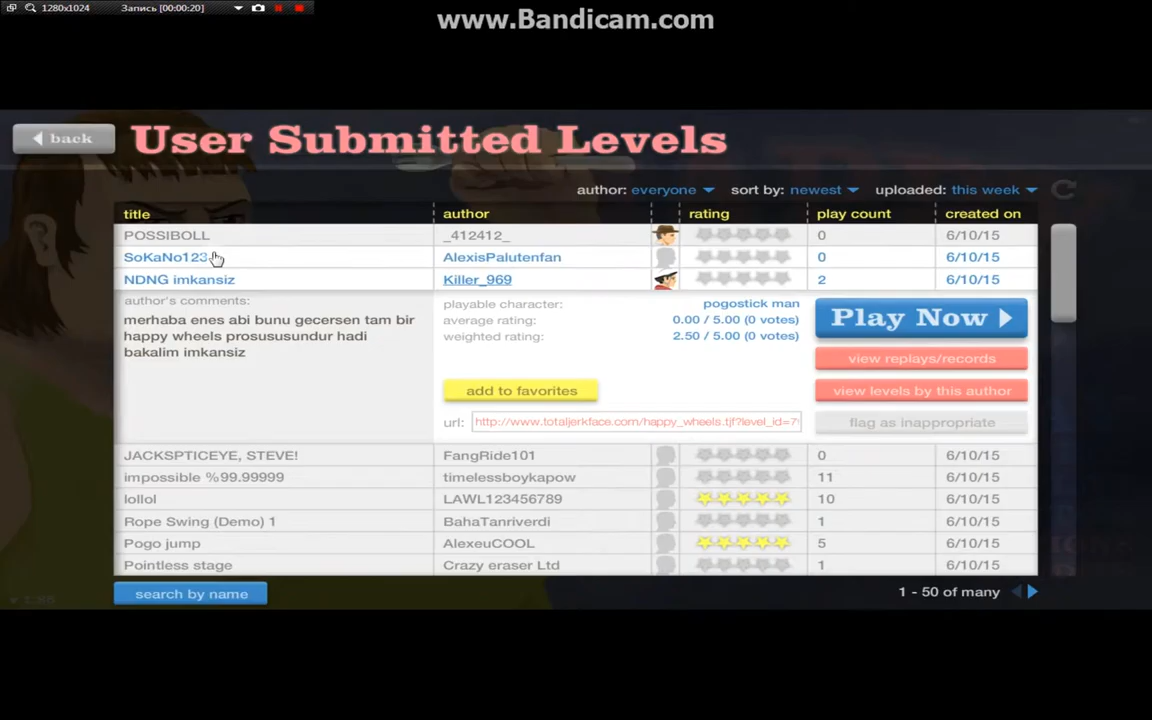 1280x1024 Запись [00:00:20]
www.Bandicam.com
back User Submitted Levels
author: everyone sort by: newest uploaded: this week
title author rating play count created on
POSSIBOLL _412412_ 0 6/10/15
SoKaNo123 AlexisPalutenfan 0 6/10/15
NDNG imkansiz Killer_969 2 6/10/15
author's comments:
merhaba enes abi bunu gecersen tam bir
happy wheels prosususundur hadi
bakalim imkansiz
playable character: pogostick man
average rating: 0.00 / 5.00 (0 votes)
weighted rating: 2.50 / 5.00 (0 votes)
add to favorites
url: http://www.totaljerkface.com/happy_wheels.tjf?level_id=7
Play Now
view replays/records
view levels by this author
flag as inappropriate
JACKSPTICEYE, STEVE! FangRide101 0 6/10/15
impossible %99.99999 timelessboykapow 11 6/10/15
lollol LAWL123456789 10 6/10/15
Rope Swing (Demo) 1 BahaTanriverdi 1 6/10/15
Pogo jump AlexeuCOOL 5 6/10/15
Pointless stage Crazy eraser Ltd 1 6/10/15
search by name 1 - 50 of many